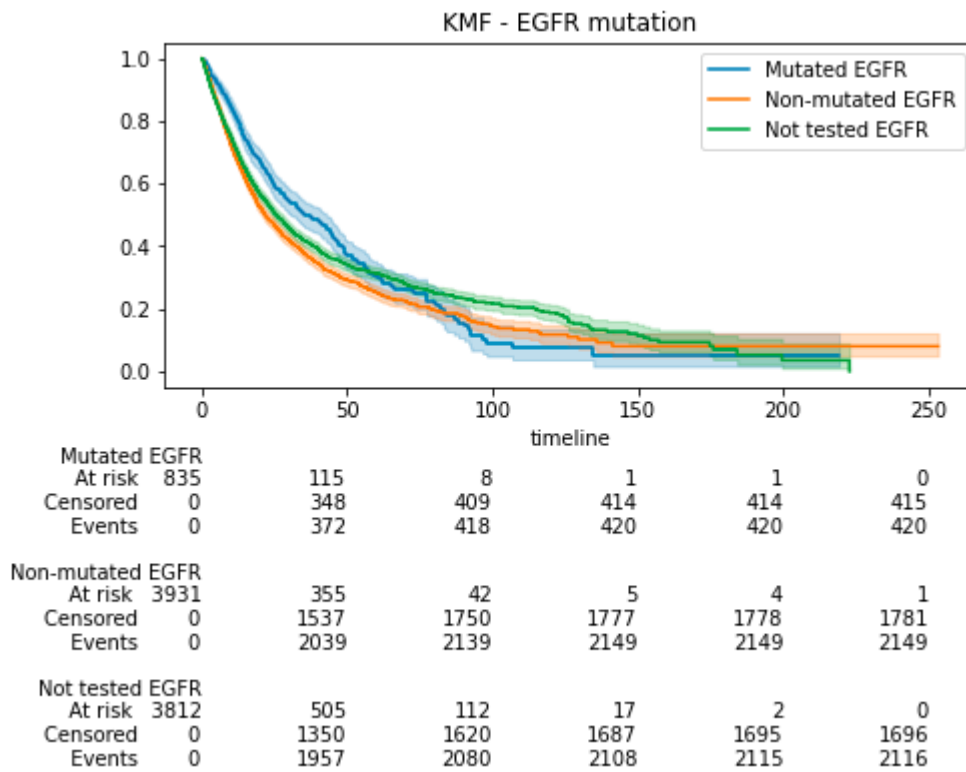 KMF - EGFR mutation
1.0
0.8
0.6
0.4
0.2
0.0
Mutated EGFR
Non-mutated EGFR
Not tested EGFR
0 50 100 150 200 250
timeline
Mutated EGFR
At risk 835 115 8 1 1 0
Censored 0 348 409 414 414 415
Events 0 372 418 420 420 420
Non-mutated EGFR
At risk 3931 355 42 5 4 1
Censored 0 1537 1750 1777 1778 1781
Events 0 2039 2139 2149 2149 2149
Not tested EGFR
At risk 3812 505 112 17 2 0
Censored 0 1350 1620 1687 1695 1696
Events 0 1957 2080 2108 2115 2116